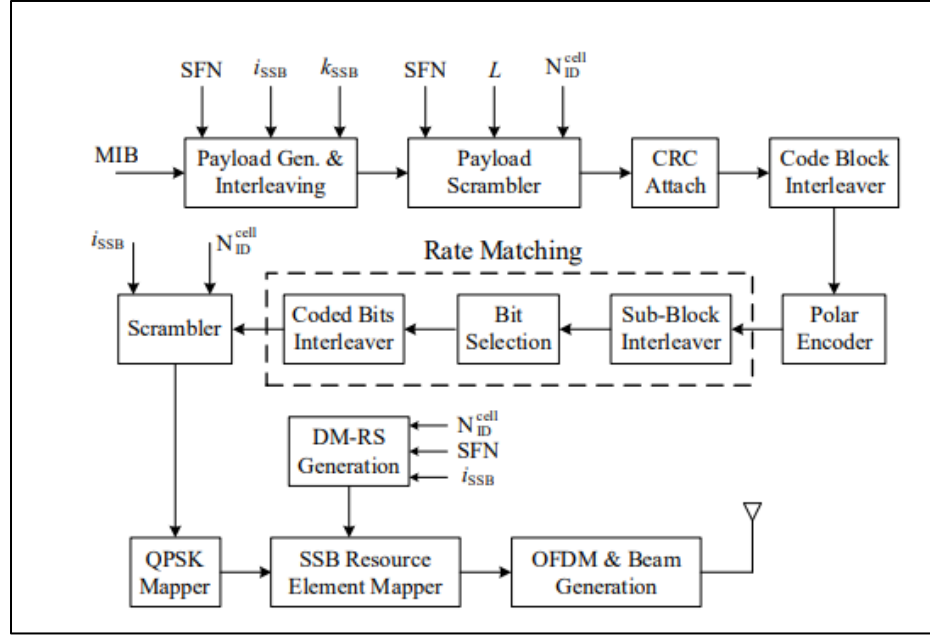 SFN
i_SSB
k_SSB
SFN
L
N_ID^cell
MIB
Payload Gen. &
Interleaving
Payload
Scrambler
CRC
Attach
Code Block
Interleaver
i_SSB
N_ID^cell
Rate Matching
Scrambler
Coded Bits
Interleaver
Bit
Selection
Sub-Block
Interleaver
Polar
Encoder
DM-RS
Generation
N_ID^cell
SFN
i_SSB
QPSK
Mapper
SSB Resource
Element Mapper
OFDM & Beam
Generation